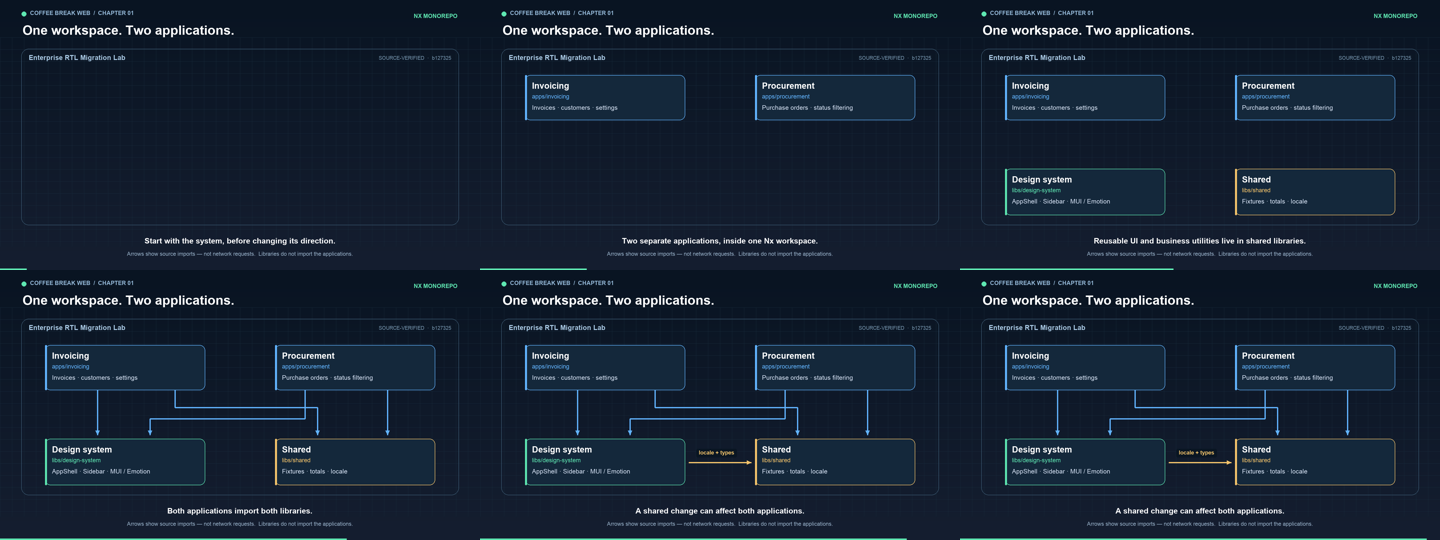 COFFEE BREAK WEB / CHAPTER 01
NX MONOREPO
One workspace. Two applications.
Enterprise RTL Migration Lab
SOURCE-VERIFIED · b127325
Start with the system, before changing its direction.
Arrows show source imports — not network requests. Libraries do not import the applications.
COFFEE BREAK WEB / CHAPTER 01
NX MONOREPO
One workspace. Two applications.
Enterprise RTL Migration Lab
SOURCE-VERIFIED · b127325
Invoicing
apps/invoicing
Invoices · customers · settings
Procurement
apps/procurement
Purchase orders · status filtering
Two separate applications, inside one Nx workspace.
Arrows show source imports — not network requests. Libraries do not import the applications.
COFFEE BREAK WEB / CHAPTER 01
NX MONOREPO
One workspace. Two applications.
Enterprise RTL Migration Lab
SOURCE-VERIFIED · b127325
Invoicing
apps/invoicing
Invoices · customers · settings
Procurement
apps/procurement
Purchase orders · status filtering
Design system
libs/design-system
AppShell · Sidebar · MUI / Emotion
Shared
libs/shared
Fixtures · totals · locale
Reusable UI and business utilities live in shared libraries.
Arrows show source imports — not network requests. Libraries do not import the applications.
COFFEE BREAK WEB / CHAPTER 01
NX MONOREPO
One workspace. Two applications.
Enterprise RTL Migration Lab
SOURCE-VERIFIED · b127325
Invoicing
apps/invoicing
Invoices · customers · settings
Procurement
apps/procurement
Purchase orders · status filtering
Design system
libs/design-system
AppShell · Sidebar · MUI / Emotion
Shared
libs/shared
Fixtures · totals · locale
Both applications import both libraries.
Arrows show source imports — not network requests. Libraries do not import the applications.
COFFEE BREAK WEB / CHAPTER 01
NX MONOREPO
One workspace. Two applications.
Enterprise RTL Migration Lab
SOURCE-VERIFIED · b127325
Invoicing
apps/invoicing
Invoices · customers · settings
Procurement
apps/procurement
Purchase orders · status filtering
Design system
libs/design-system
AppShell · Sidebar · MUI / Emotion
locale + types
Shared
libs/shared
Fixtures · totals · locale
A shared change can affect both applications.
Arrows show source imports — not network requests. Libraries do not import the applications.
COFFEE BREAK WEB / CHAPTER 01
NX MONOREPO
One workspace. Two applications.
Enterprise RTL Migration Lab
SOURCE-VERIFIED · b127325
Invoicing
apps/invoicing
Invoices · customers · settings
Procurement
apps/procurement
Purchase orders · status filtering
Design system
libs/design-system
AppShell · Sidebar · MUI / Emotion
locale + types
Shared
libs/shared
Fixtures · totals · locale
A shared change can affect both applications.
Arrows show source imports — not network requests. Libraries do not import the applications.